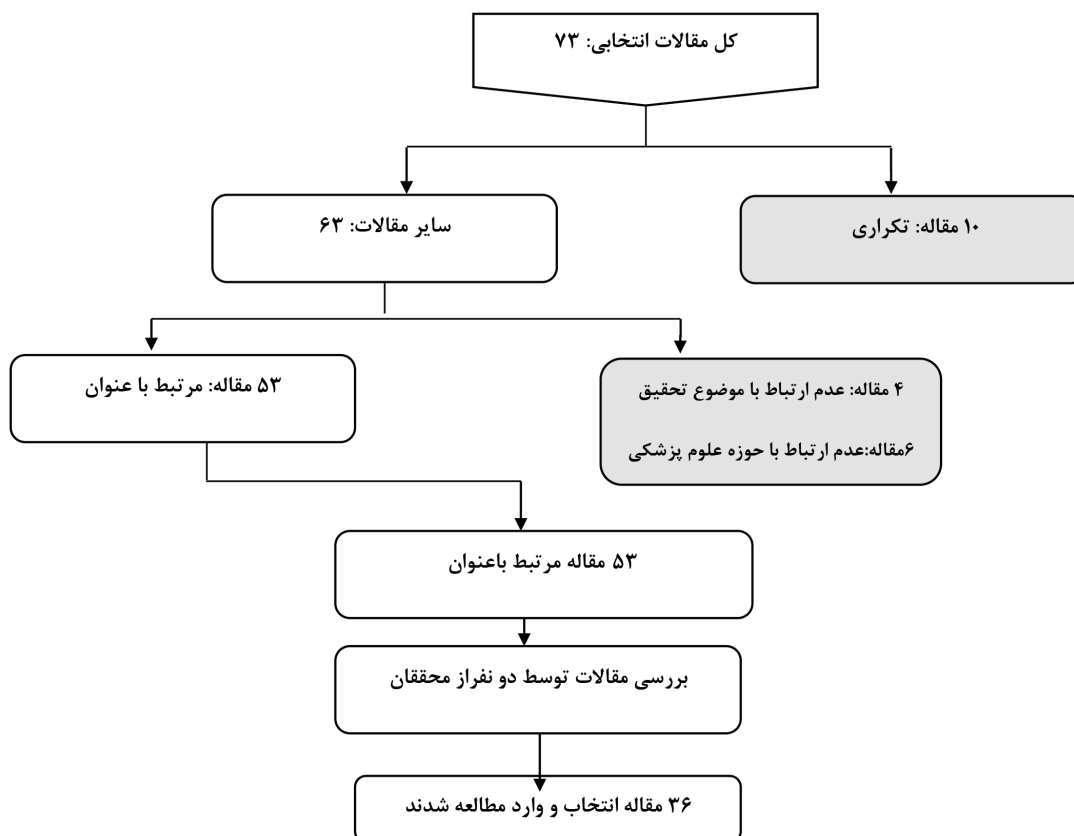 کل مقالات انتخابی: ۷۳
۱۰ مقاله: تکراری
سایر مقالات: ۶۳
۴ مقاله: عدم ارتباط با موضوع تحقیق
۶مقاله:عدم ارتباط با حوزه علوم پزشکی
۵۳ مقاله: مرتبط با عنوان
۵۳ مقاله مرتبط باعنوان
بررسی مقالات توسط دو نفراز محققان
۳۶ مقاله انتخاب و وارد مطالعه شدند